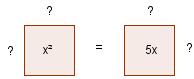 ? ?
? x² = 5x ?